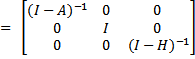 = [ (I − A)⁻¹ 0 0
0 I 0
0 0 (I − H)⁻¹ ]